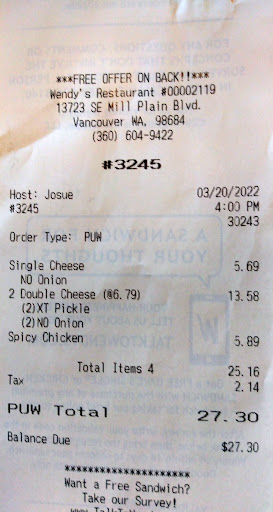 ***FREE OFFER ON BACK!!***
Wendy's Restaurant #00002119
13723 SE Mill Plain Blvd.
Vancouver WA, 98684
(360) 604-9422
#3245
Host: Josue 03/20/2022
#3245 4:00 PM
30243
Order Type: PUW
Single Cheese 5.69
NO Onion
2 Double Cheese (@6.79) 13.58
(2)XT Pickle
(2)NO Onion
Spicy Chicken 5.89
Total Items 4 25.16
Tax 2.14
PUW Total 27.30
Balance Due $27.30
********************
Want a Free Sandwich?
Take our Survey!